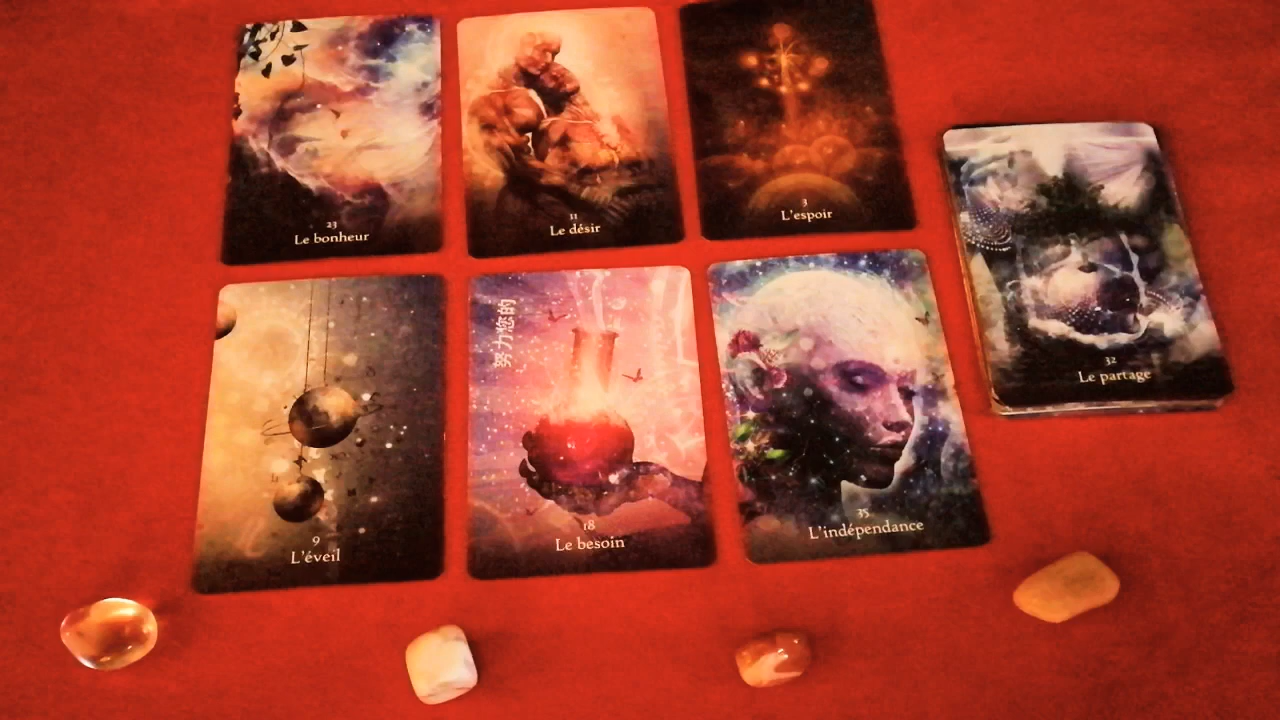 23
Le bonheur
11
Le désir
3
L'espoir
32
Le partage
9
L'éveil
努力您的
18
Le besoin
35
L'indépendance